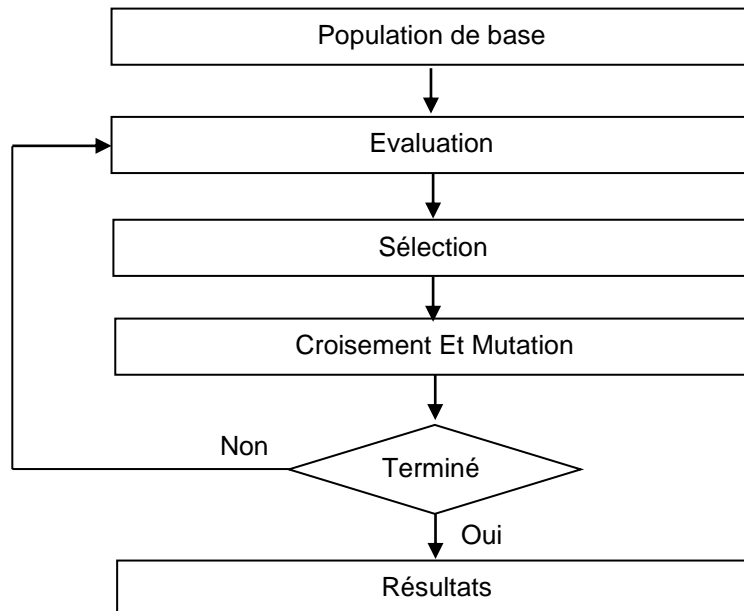 Population de base
Evaluation
Sélection
Croisement Et Mutation
Non
Terminé
Oui
Résultats